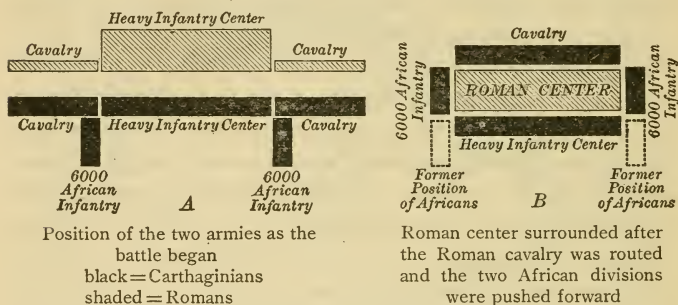 Heavy Infantry Center
Cavalry
Cavalry
Cavalry
Heavy Infantry Center
Cavalry
6000
African
Infantry
A
6000
African
Infantry
Position of the two armies as the
battle began
black=Carthaginians
shaded=Romans
Cavalry
6000 African
Infantry
ROMAN CENTER
6000 African
Infantry
Heavy Infantry Center
Former
Position
of Africans
B
Former
Position
of Africans
Roman center surrounded after
the Roman cavalry was routed
and the two African divisions
were pushed forward